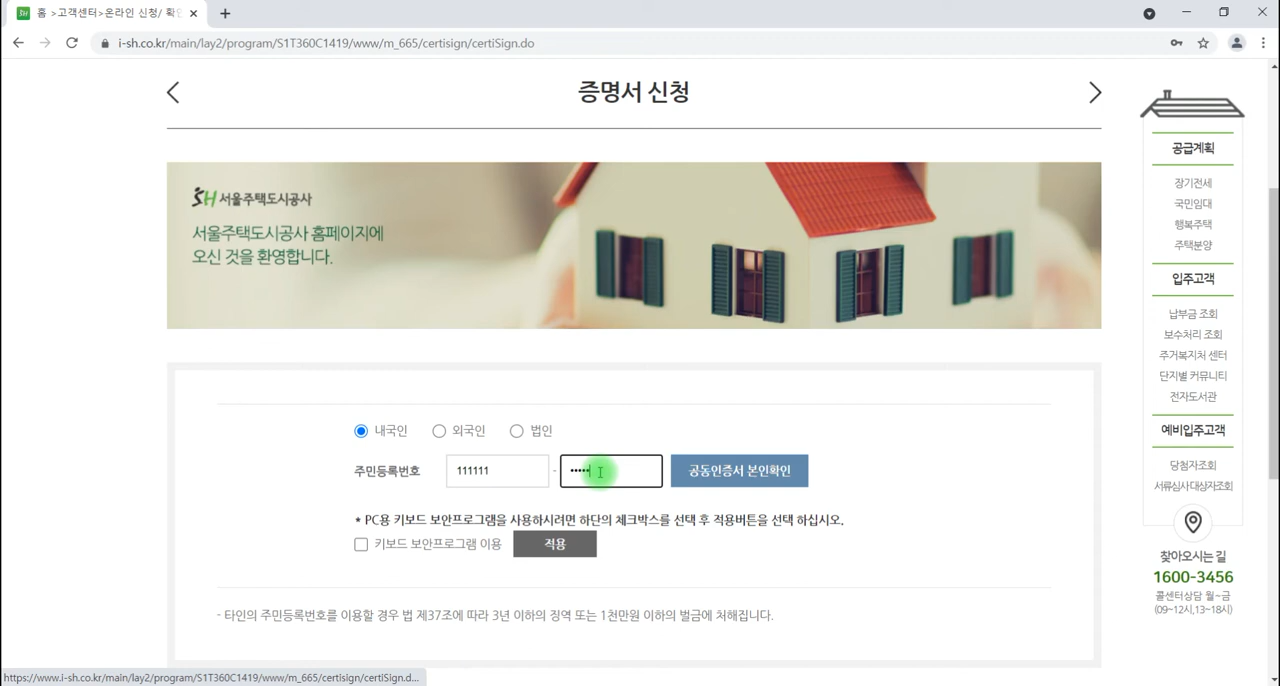 홈 >고객센터>온라인 신청/ 확인
i-sh.co.kr/main/lay2/program/S1T360C1419/www/m_665/certisign/certiSign.do
증명서 신청
SH 서울주택도시공사
서울주택도시공사 홈페이지에
오신 것을 환영합니다.
내국인 외국인 법인
주민등록번호 111111 - ••••• 공동인증서 본인확인
* PC용 키보드 보안프로그램을 사용하시려면 하단의 체크박스를 선택 후 적용버튼을 선택 하십시오.
키보드 보안프로그램 이용 적용
- 타인의 주민등록번호를 이용할 경우 법 제37조에 따라 3년 이하의 징역 또는 1천만원 이하의 벌금에 처해집니다.
공급계획
장기전세
국민임대
행복주택
주택분양
입주고객
납부금 조회
보수처리 조회
주거복지처 센터
단지별 커뮤니티
전자도서관
예비입주고객
당첨자조회
서류심사대상자조회
찾아오시는 길
1600-3456
콜센터상담 월~금
(09~12시,13~18시)
https://www.i-sh.co.kr/main/lay2/program/S1T360C1419/www/m_665/certisign/certiSign.d...